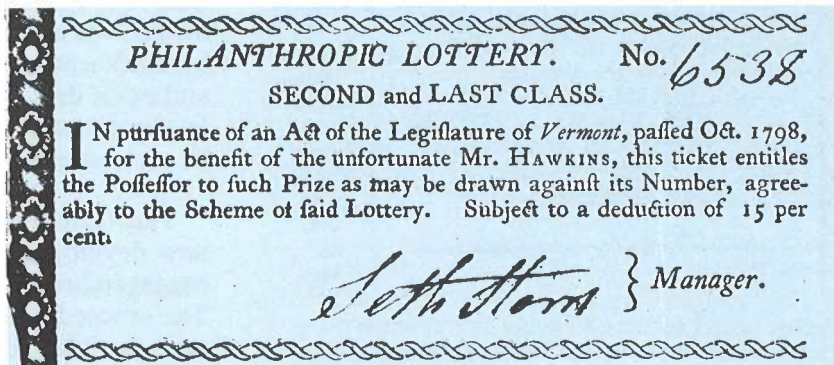 PHILANTHROPIC LOTTERY. No. 6538
SECOND and LAST CLASS.
IN purſuance of an Act of the Legiſlature of Vermont, paſſed Oct. 1798,
for the benefit of the unfortunate Mr. HAWKINS, this ticket entitles
the Poſſeſſor to ſuch Prize as may be drawn againſt its Number, agree-
ably to the Scheme of ſaid Lottery. Subject to a deduction of 15 per
cent.
Seth Storrs } Manager.